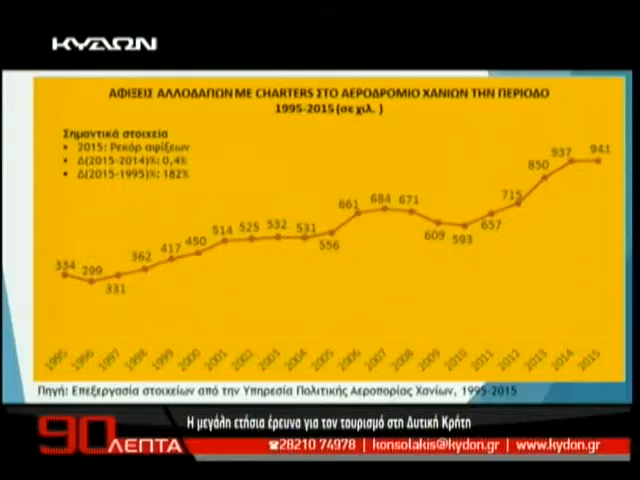 ΚΥΔΩΝ
ΑΦΙΞΕΙΣ ΑΛΛΟΔΑΠΩΝ ΜΕ CHARTERS ΣΤΟ ΑΕΡΟΔΡΟΜΙΟ ΧΑΝΙΩΝ ΤΗΝ ΠΕΡΙΟΔΟ
1995-2015 (σε χιλ. )
Σημαντικά στοιχεία
• 2015: Ρεκόρ αφίξεων
• Δ(2015-2014)%: 0,4%
• Δ(2015-1995)%: 182%
334 299 331 362 417 450 514 525 532 531 556 661 684 671 609 593 657 715 850 937 941
1995 1996 1997 1998 1999 2000 2001 2002 2003 2004 2005 2006 2007 2008 2009 2010 2011 2012 2013 2014 2015
Πηγή: Επεξεργασία στοιχείων από την Υπηρεσία Πολιτικής Αεροπορίας Χανίων, 1995-2015
Η μεγάλη ετήσια έρευνα για τον τουρισμό στη Δυτική Κρήτη
90 ΛΕΠΤΑ
☎28210 74978 | konsolakis@kydon.gr | www.kydon.gr